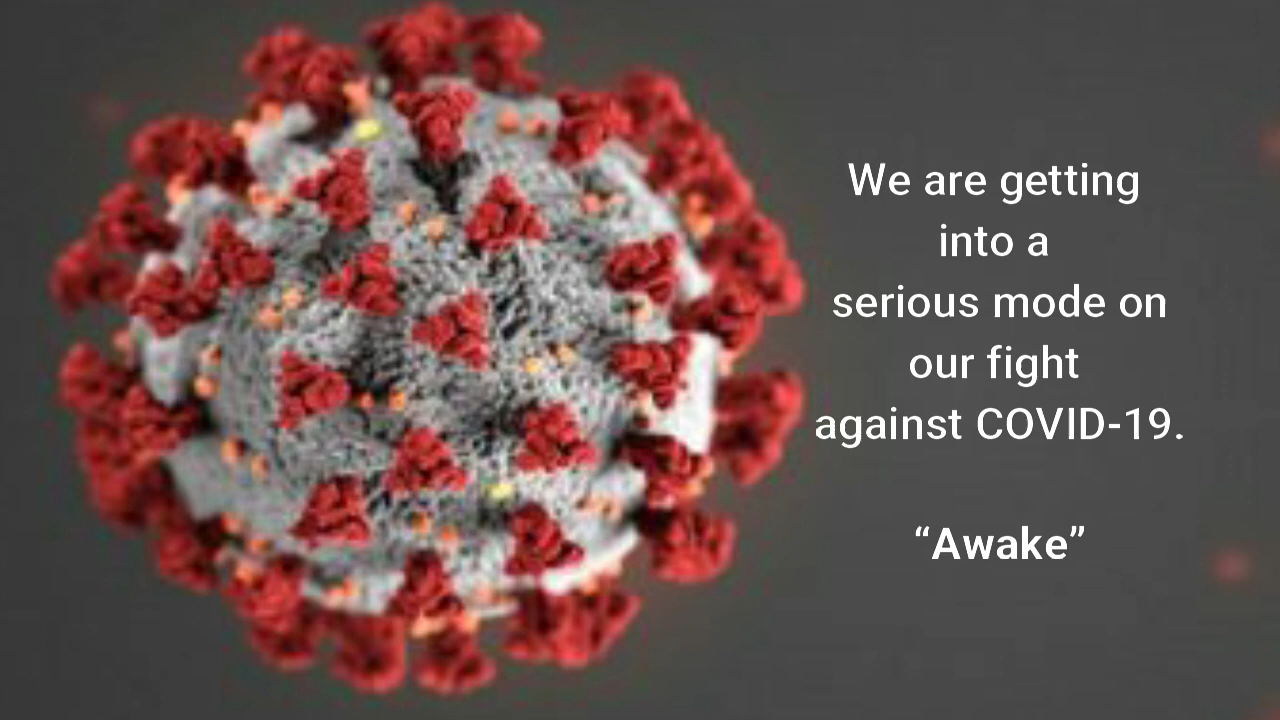 We are getting
into a
serious mode on
our fight
against COVID-19.
“Awake”